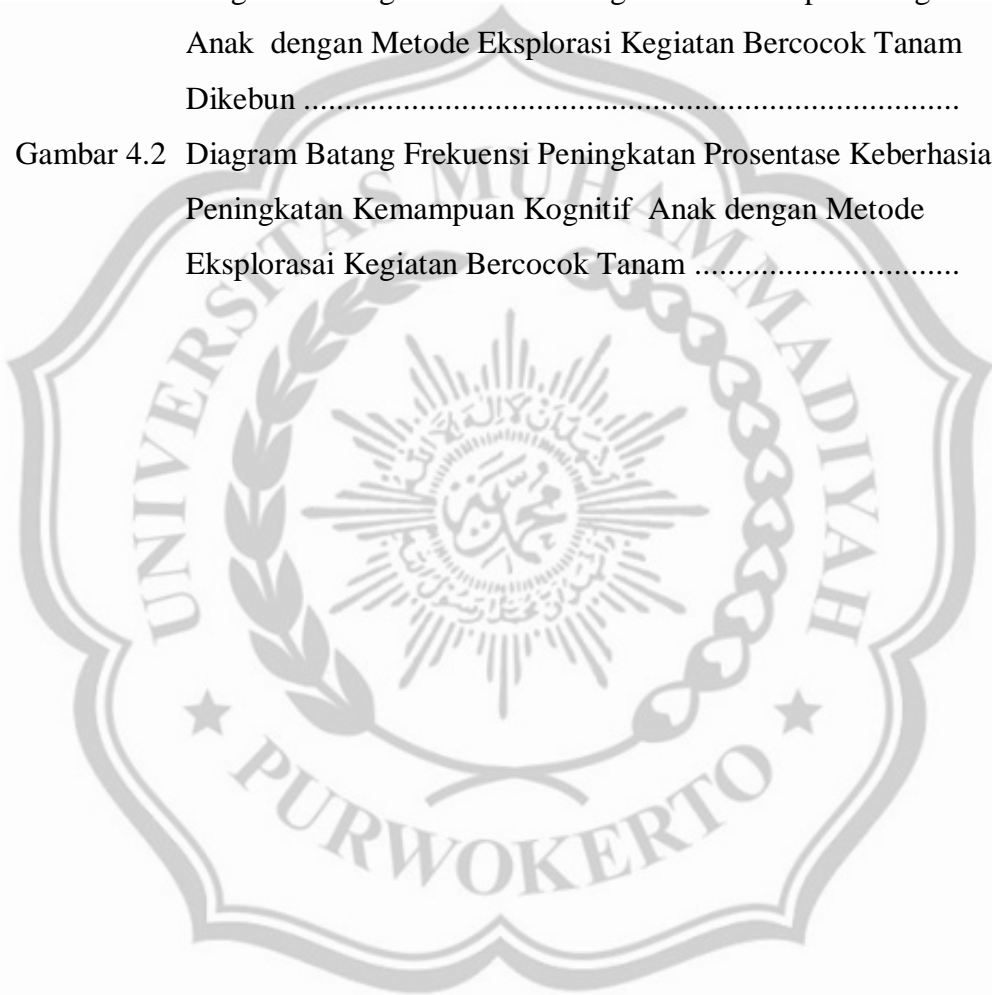 Anak  dengan Metode Eksplorasi Kegiatan Bercocok Tanam
Dikebun ...............................................................................
Gambar 4.2  Diagram Batang Frekuensi Peningkatan Prosentase Keberhasia
Peningkatan Kemampuan Kognitif  Anak dengan Metode
Eksplorasai Kegiatan Bercocok Tanam ................................
UNIVERSITAS MUHAMMADIYAH
PURWOKERTO